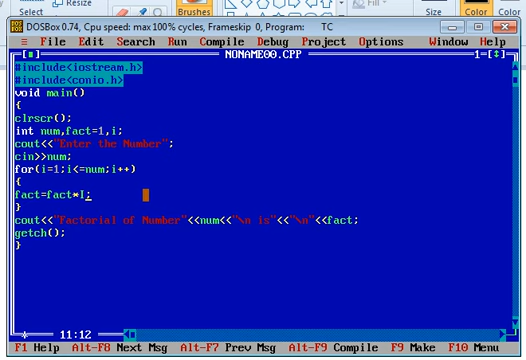 Resize
Select
Brushes
Fill
Size
Color
Color
DOSBox 0.74, Cpu speed: max 100% cycles, Frameskip 0, Program: TC
≡ File Edit Search Run Compile Debug Project Options Window Help
NONAME00.CPP 1=[↕]
#include<iostream.h>
#include<conio.h>
void main()
{
clrscr();
int num,fact=1,i;
cout<<"Enter the Number";
cin>>num;
for(i=1;i<=num;i++)
{
fact=fact*I;
}
cout<<"Factorial of Number"<<num<<"\n is"<<"\n"<<fact;
getch();
}
11:12
F1 Help Alt-F8 Next Msg Alt-F7 Prev Msg Alt-F9 Compile F9 Make F10 Menu